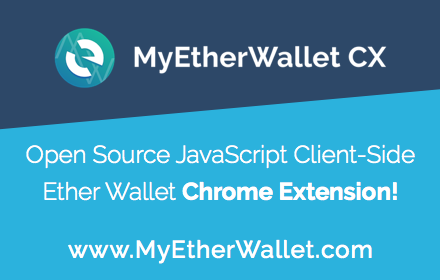 MyEtherWallet CX
Open Source JavaScript Client-Side
Ether Wallet Chrome Extension!
www.MyEtherWallet.com